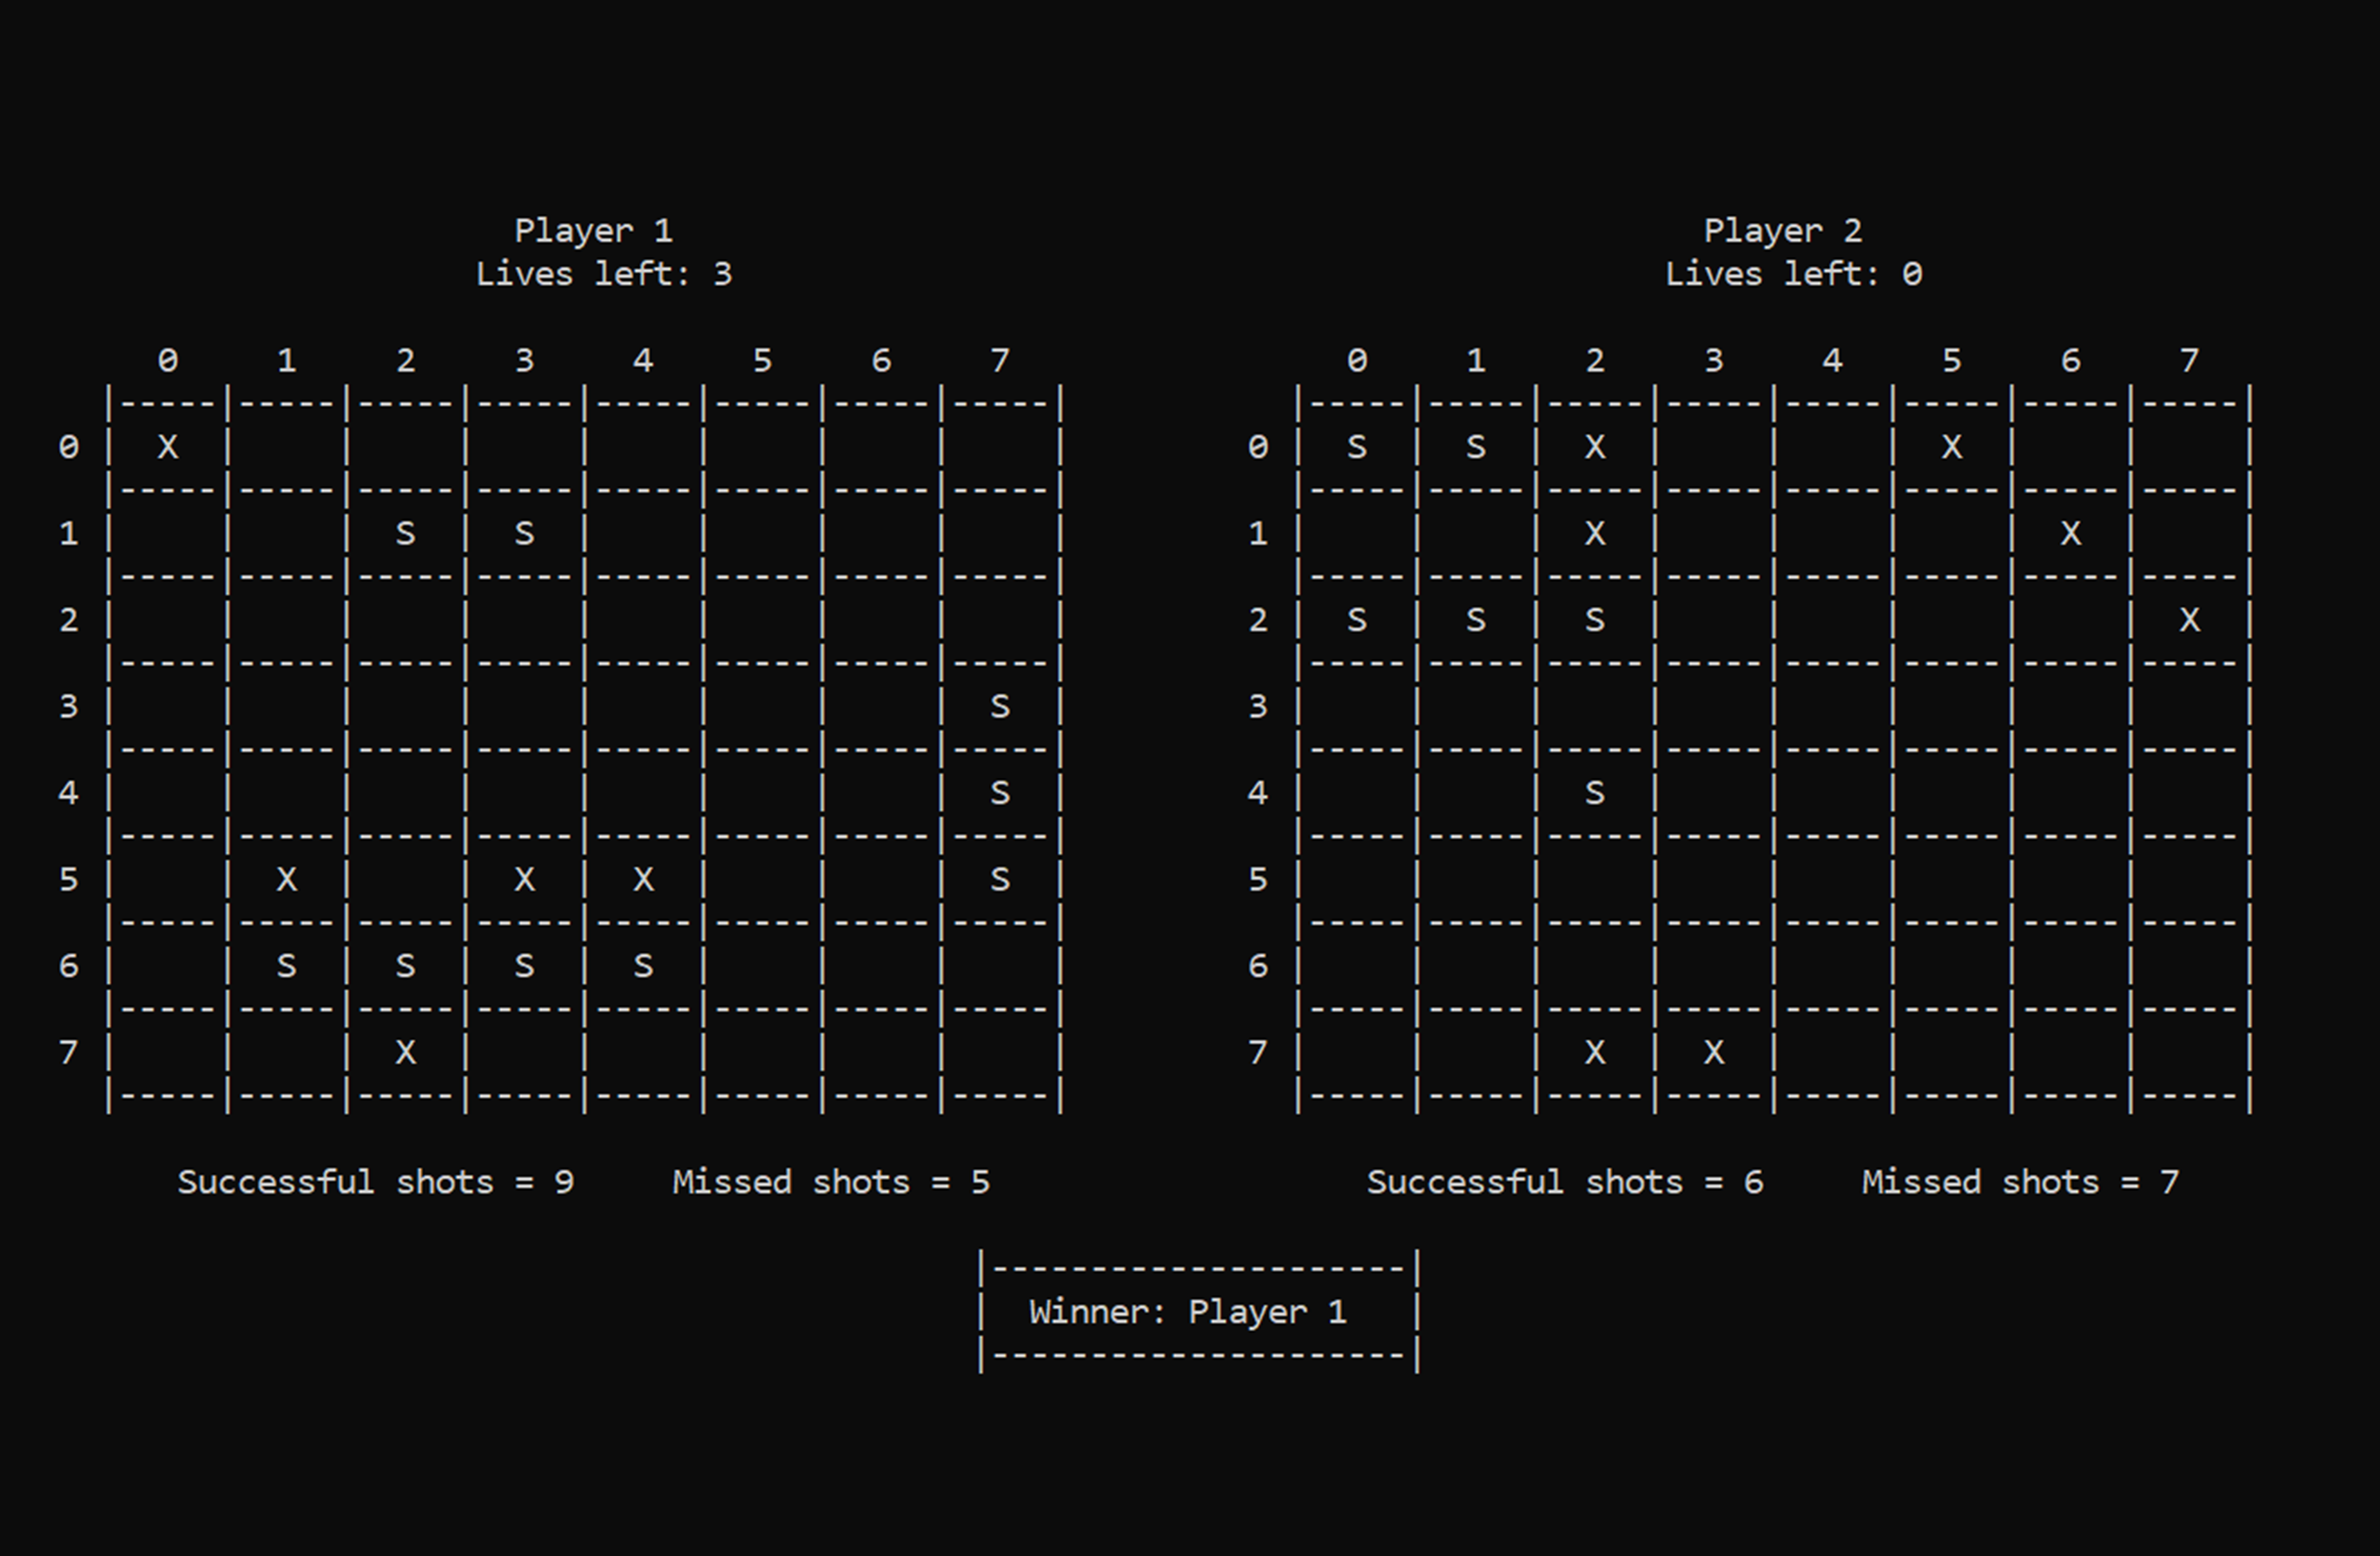 Player 1 Player 2
Lives left: 3 Lives left: 0
0 1 2 3 4 5 6 7 0 1 2 3 4 5 6 7
|-----|-----|-----|-----|-----|-----|-----|-----| |-----|-----|-----|-----|-----|-----|-----|-----|
0 | X | | | | | | | | 0 | S | S | X | | | X | | |
|-----|-----|-----|-----|-----|-----|-----|-----| |-----|-----|-----|-----|-----|-----|-----|-----|
1 | | | S | S | | | | | 1 | | | X | | | | X | |
|-----|-----|-----|-----|-----|-----|-----|-----| |-----|-----|-----|-----|-----|-----|-----|-----|
2 | | | | | | | | | 2 | S | S | S | | | | | X |
|-----|-----|-----|-----|-----|-----|-----|-----| |-----|-----|-----|-----|-----|-----|-----|-----|
3 | | | | | | | | S | 3 | | | | | | | | |
|-----|-----|-----|-----|-----|-----|-----|-----| |-----|-----|-----|-----|-----|-----|-----|-----|
4 | | | | | | | | S | 4 | | | S | | | | | |
|-----|-----|-----|-----|-----|-----|-----|-----| |-----|-----|-----|-----|-----|-----|-----|-----|
5 | | X | | X | X | | | S | 5 | | | | | | | | |
|-----|-----|-----|-----|-----|-----|-----|-----| |-----|-----|-----|-----|-----|-----|-----|-----|
6 | | S | S | S | S | | | | 6 | | | | | | | | |
|-----|-----|-----|-----|-----|-----|-----|-----| |-----|-----|-----|-----|-----|-----|-----|-----|
7 | | | X | | | | | | 7 | | | X | X | | | | |
|-----|-----|-----|-----|-----|-----|-----|-----| |-----|-----|-----|-----|-----|-----|-----|-----|
Successful shots = 9 Missed shots = 5 Successful shots = 6 Missed shots = 7
|---------------------|
| Winner: Player 1 |
|---------------------|